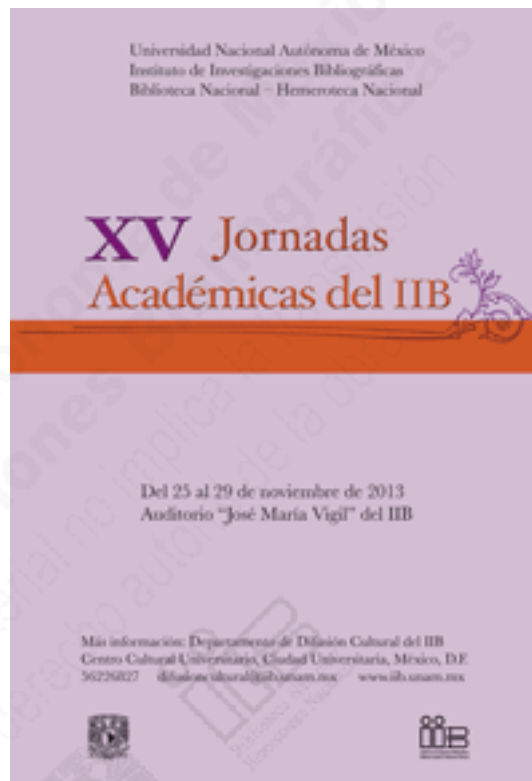 Universidad Nacional Autónoma de México
Instituto de Investigaciones Bibliográficas
Biblioteca Nacional – Hemeroteca Nacional
XV Jornadas
Académicas del IIB
Del 25 al 29 de noviembre de 2013
Auditorio "José María Vigil" del IIB
Más información: Departamento de Difusión Cultural del IIB
Centro Cultural Universitario, Ciudad Universitaria, México, D.F.
56226827 difusioncultural@iib.unam.mx www.iib.unam.mx
IIB